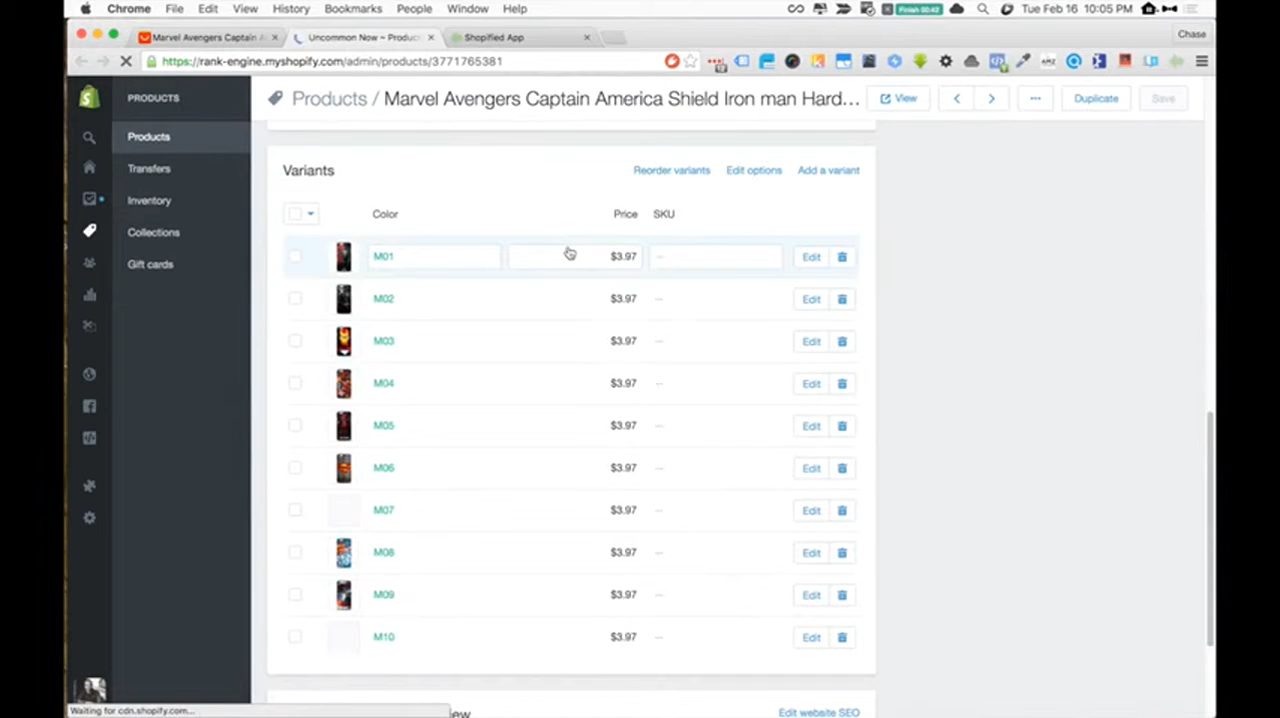 Chrome File Edit View History Bookmarks People Window Help Finish 00:42 Tue Feb 16 10:05 PM
Marvel Avengers Captain A × Uncommon Now ~ Produc × Shopified App × Chase
https://rank-engine.myshopify.com/admin/products/3771765381
PRODUCTS
Products
Transfers
Inventory
Collections
Gift cards
Products / Marvel Avengers Captain America Shield Iron man Hard... View ... Duplicate Save
Variants Reorder variants Edit options Add a variant
Color Price SKU
M01 $3.97 Edit
M02 $3.97 Edit
M03 $3.97 Edit
M04 $3.97 Edit
M05 $3.97 Edit
M06 $3.97 Edit
M07 $3.97 Edit
M08 $3.97 Edit
M09 $3.97 Edit
M10 $3.97 Edit
Edit website SEO
Waiting for cdn.shopify.com...